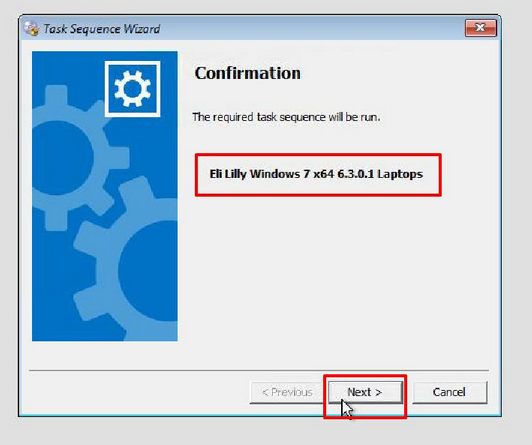 Task Sequence Wizard
Confirmation
The required task sequence will be run.
Eli Lilly Windows 7 x64 6.3.0.1 Laptops
< Previous Next > Cancel